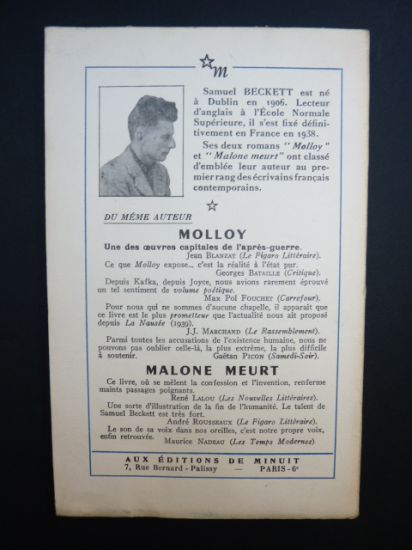 ☆m
Samuel BECKETT est né
à Dublin en 1906. Lecteur
d'anglais à l'École Normale
Supérieure, il s'est fixé défini-
tivement en France en 1938.
Ses deux romans "Molloy"
et "Malone meurt" ont classé
d'emblée leur auteur au pre-
mier rang des écrivains français
contemporains.
☆
DU MÊME AUTEUR
MOLLOY
Une des œuvres capitales de l'après-guerre.
Jean BLANZAT (Le Figaro Littéraire).
Ce que Molloy expose... c'est la réalité à l'état pur.
Georges BATAILLE (Critique).
Depuis Kafka, depuis Joyce, nous avions rarement éprouvé
un tel sentiment de volume poétique.
Max Pol FOUCHET (Carrefour).
Pour nous qui ne sommes d'aucune chapelle, il apparaît que
ce livre est le plus prometteur que l'actualité nous ait proposé
depuis La Nausée (1939).
J.J. MARCHAND (Le Rassemblement).
Parmi toutes les accusations de l'existence humaine, nous ne
pouvons pas oublier celle-là, la plus extrême, la plus difficile
à soutenir. Gaëtan PICON (Samedi-Soir).
MALONE MEURT
Ce livre, où se mêlent la confession et l'invention, renferme
maints passages poignants.
René LALOU (Les Nouvelles Littéraires).
Une sorte d'illustration de la fin de l'humanité. Le talent de
Samuel Beckett est très fort.
André ROUSSEAUX (Le Figaro Littéraire).
Le son de sa voix dans nos oreilles, c'est notre propre voix,
enfin retrouvée. Maurice NADEAU (Les Temps Modernes).
AUX ÉDITIONS DE MINUIT
7, Rue Bernard-Palissy — PARIS-6e